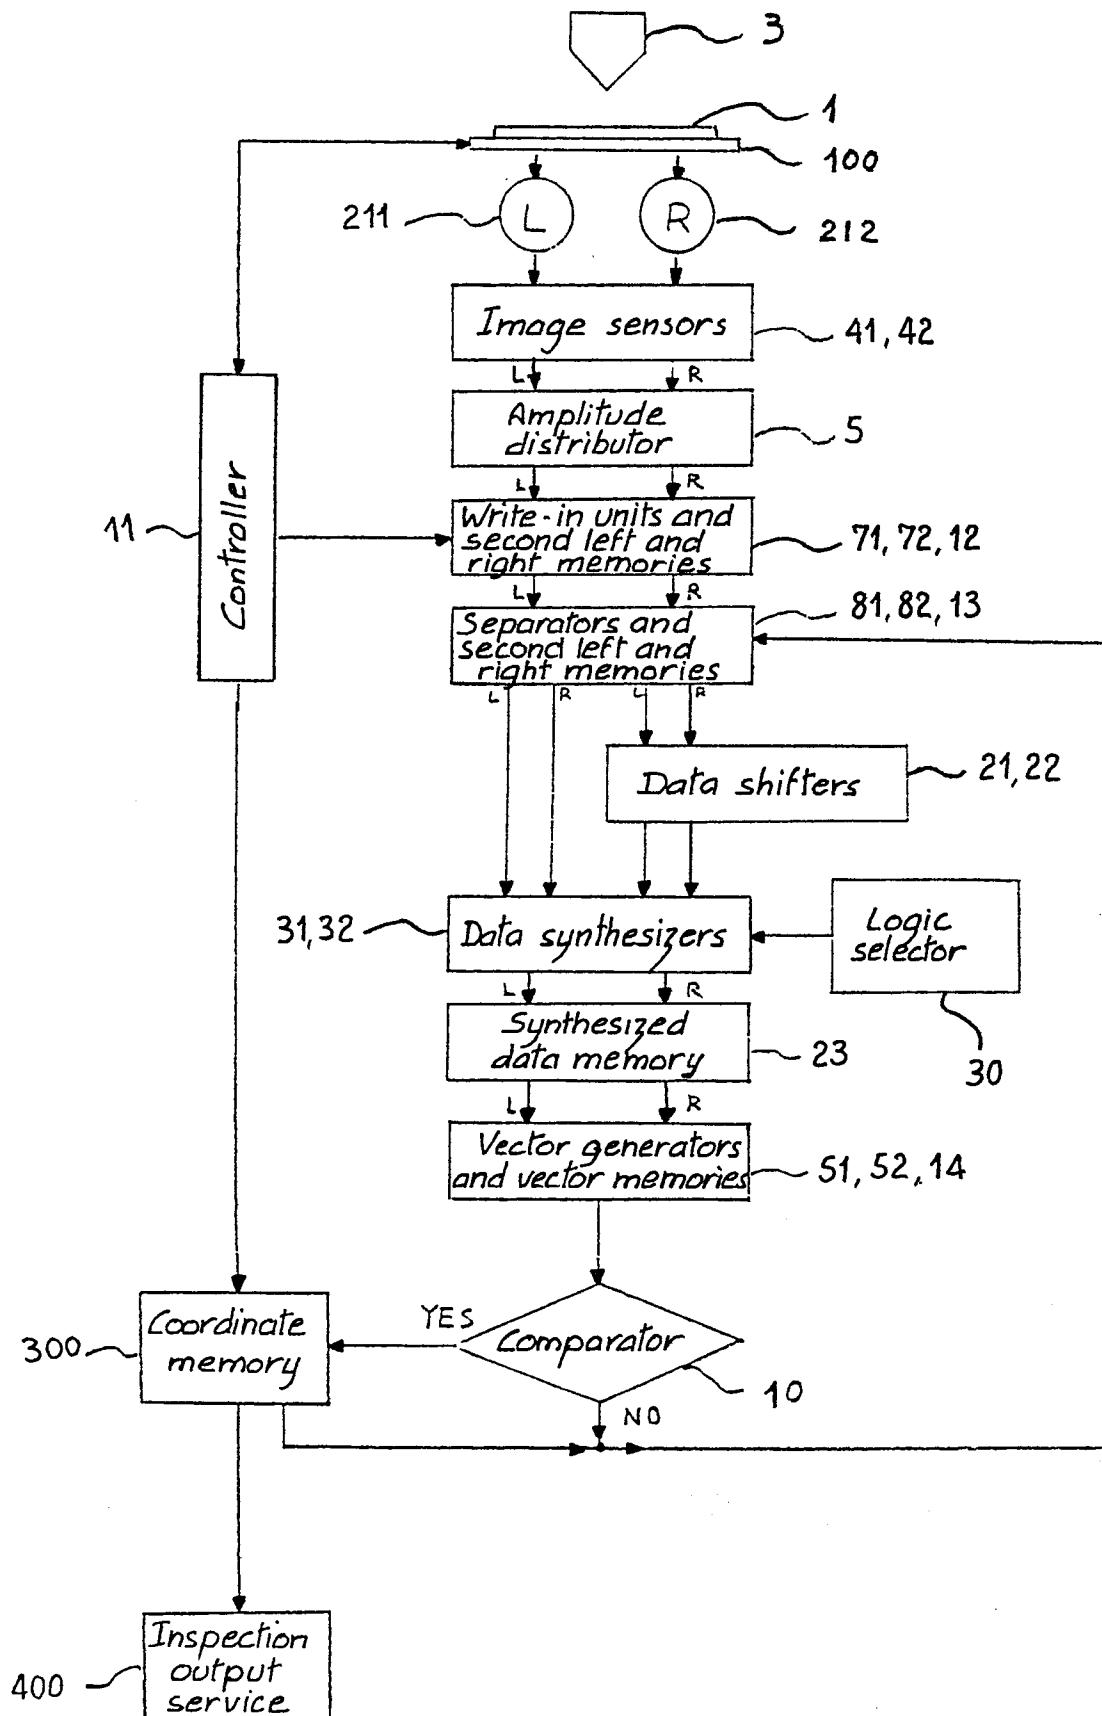 3
1
100
211
L
R
212
Image sensors
41, 42
L
R
Amplitude
distributor
5
L
R
Controller
11
Write-in units and
second left and
right memories
71, 72, 12
L
R
Separators and
second left and
right memories
81, 82, 13
L
R
L
R
Data shifters
21, 22
31, 32
Data synthesizers
Logic
selector
30
L
R
Synthesized
data memory
23
L
R
Vector generators
and vector memories
51, 52, 14
Coordinate
memory
300
YES
Comparator
10
NO
Inspection
output
service
400